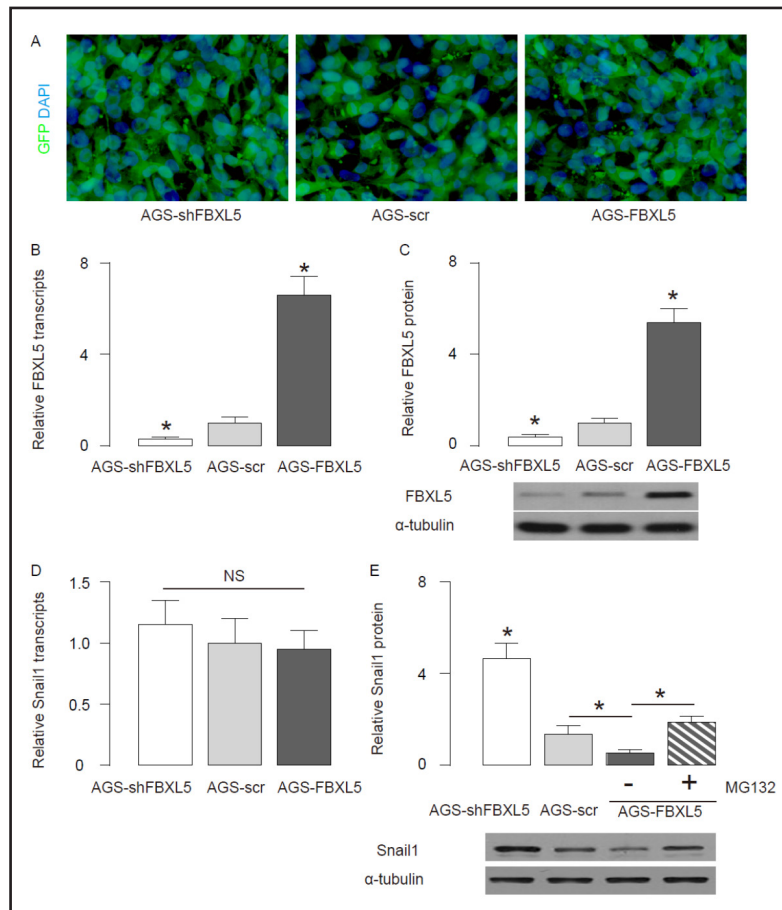 A
GFP DAPI
AGS-shFBXL5 AGS-scr AGS-FBXL5
B
Relative FBXL5 transcripts
8
4
0
* *
AGS-shFBXL5 AGS-scr AGS-FBXL5
C
Relative FBXL5 protein
8
4
0
* *
AGS-shFBXL5 AGS-scr AGS-FBXL5
FBXL5
α-tubulin
D
Relative Snail1 transcripts
1.5
1.0
0.5
0
NS
AGS-shFBXL5 AGS-scr AGS-FBXL5
E
Relative Snail1 protein
8
4
0
* * *
- + MG132
AGS-shFBXL5 AGS-scr AGS-FBXL5
Snail1
α-tubulin